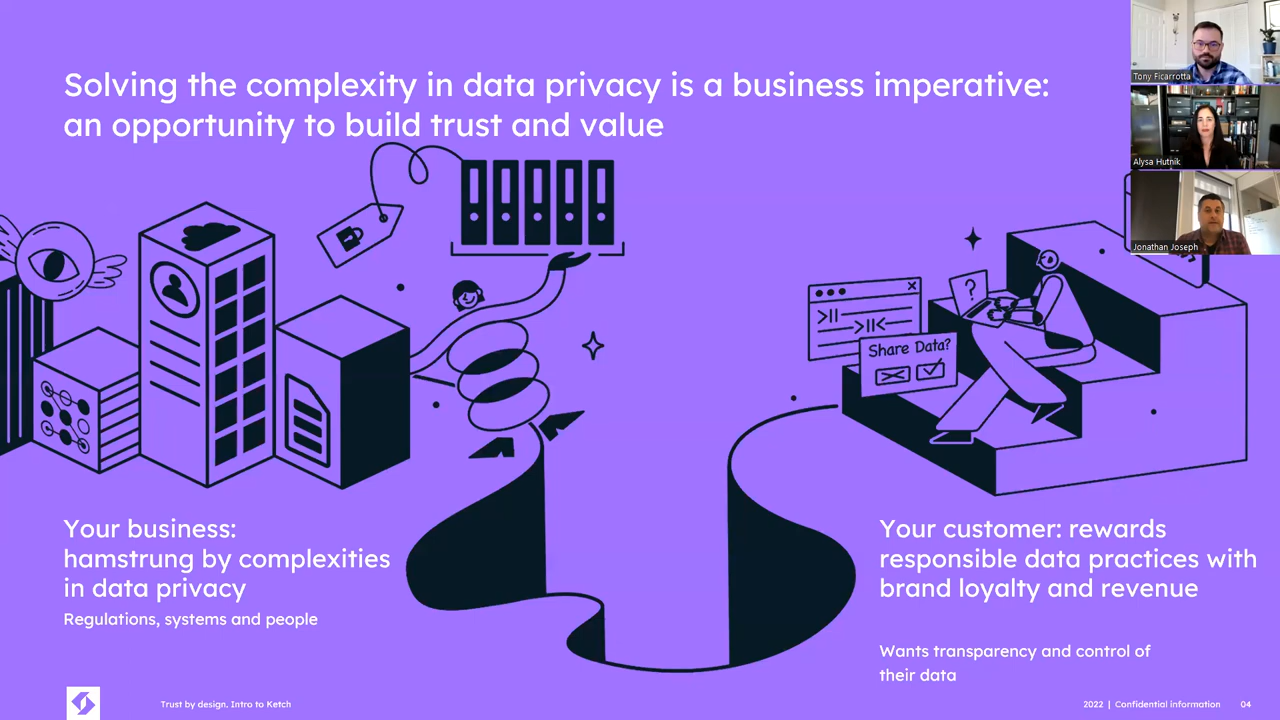 Solving the complexity in data privacy is a business imperative:
an opportunity to build trust and value
Tony Ficarrotta
Alysa Hutnik
Jonathan Joseph
?
Share Data?
Your business:
hamstrung by complexities
in data privacy
Regulations, systems and people
Your customer: rewards
responsible data practices with
brand loyalty and revenue
Wants transparency and control of
their data
Trust by design. Intro to Ketch
2022 | Confidential information 04